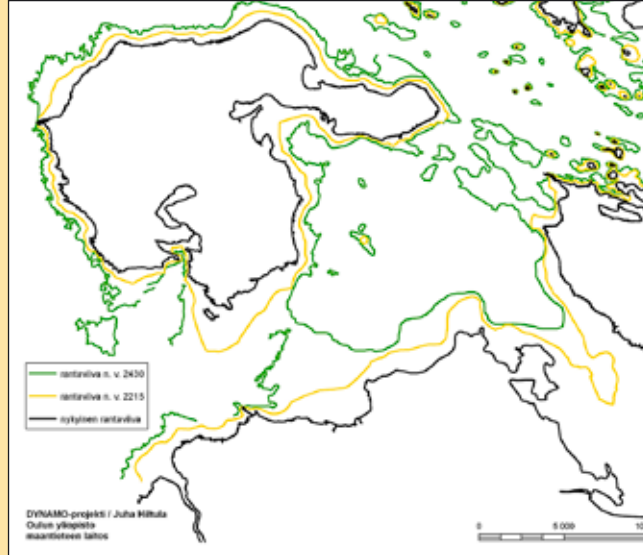 rantaviiva n. v. 2430
rantaviiva n. v. 2215
nykyinen rantaviiva
DYNAMO-projekti / Juha Hiltula
Oulun yliopisto
maantieteen laitos
0 5 000